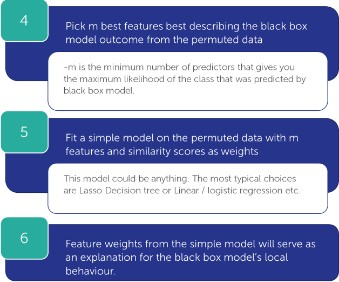 4
Pick m best features best describing the black box
model outcome from the permuted data
-m is the minimum number of predictors that gives you
the maximum likelihood of the class that was predicted by
black box model.
5
Fit a simple model on the permuted data with m
features and similarity scores as weights
This model could be anything. The most typical choices
are Lasso Decision tree or Linear / logistic regression etc.
6
Feature weights from the simple model will serve as
an explanation for the black box model's local
behaviour.